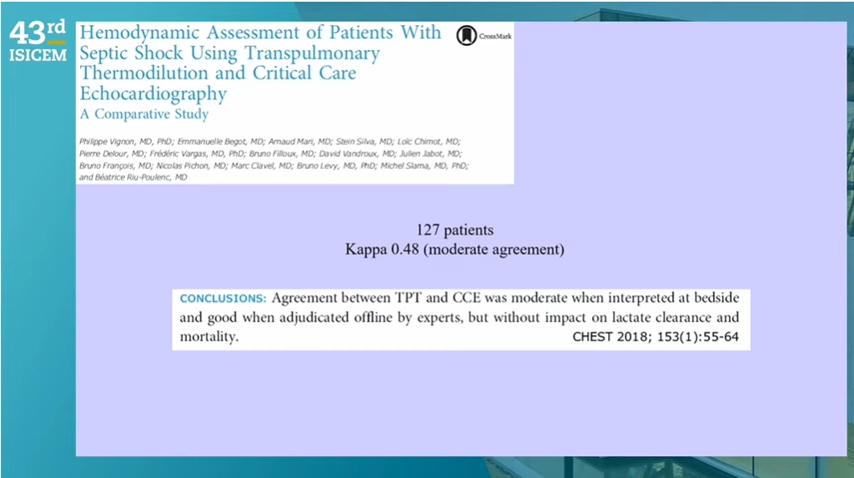 43rd
ISICEM
Hemodynamic Assessment of Patients With
Septic Shock Using Transpulmonary
Thermodilution and Critical Care
Echocardiography
A Comparative Study
CrossMark
Philippe Vignon, MD, PhD; Emmanuelle Begot, MD; Arnaud Mari, MD; Stein Silva, MD; Loïc Chimot, MD;
Pierre Delour, MD; Frédéric Vargas, MD, PhD; Bruno Filloux, MD; David Vandroux, MD; Julien Jabot, MD;
Bruno François, MD; Nicolas Pichon, MD; Marc Clavel, MD; Bruno Levy, MD, PhD; Michel Slama, MD, PhD;
and Béatrice Riu-Poulenc, MD
127 patients
Kappa 0.48 (moderate agreement)
CONCLUSIONS: Agreement between TPT and CCE was moderate when interpreted at bedside
and good when adjudicated offline by experts, but without impact on lactate clearance and
mortality. CHEST 2018; 153(1):55-64